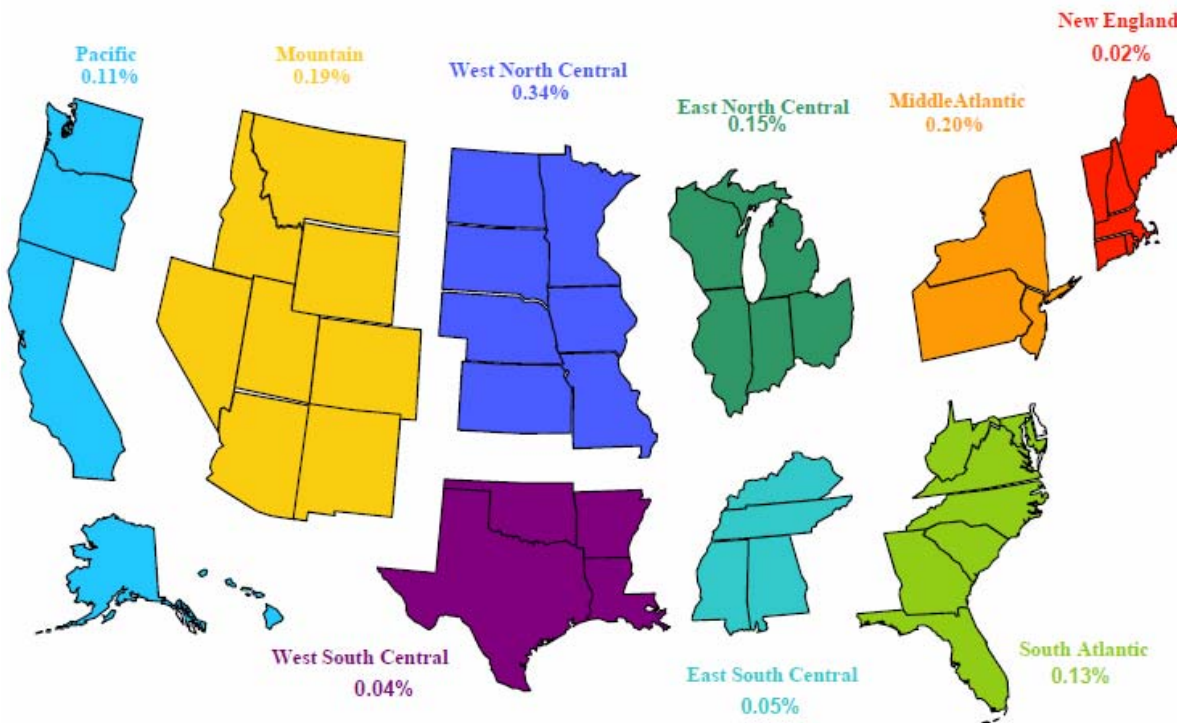 New England
0.02%
Pacific
0.11%
Mountain
0.19%
West North Central
0.34%
East North Central
0.15%
MiddleAtlantic
0.20%
West South Central
0.04%
East South Central
0.05%
South Atlantic
0.13%